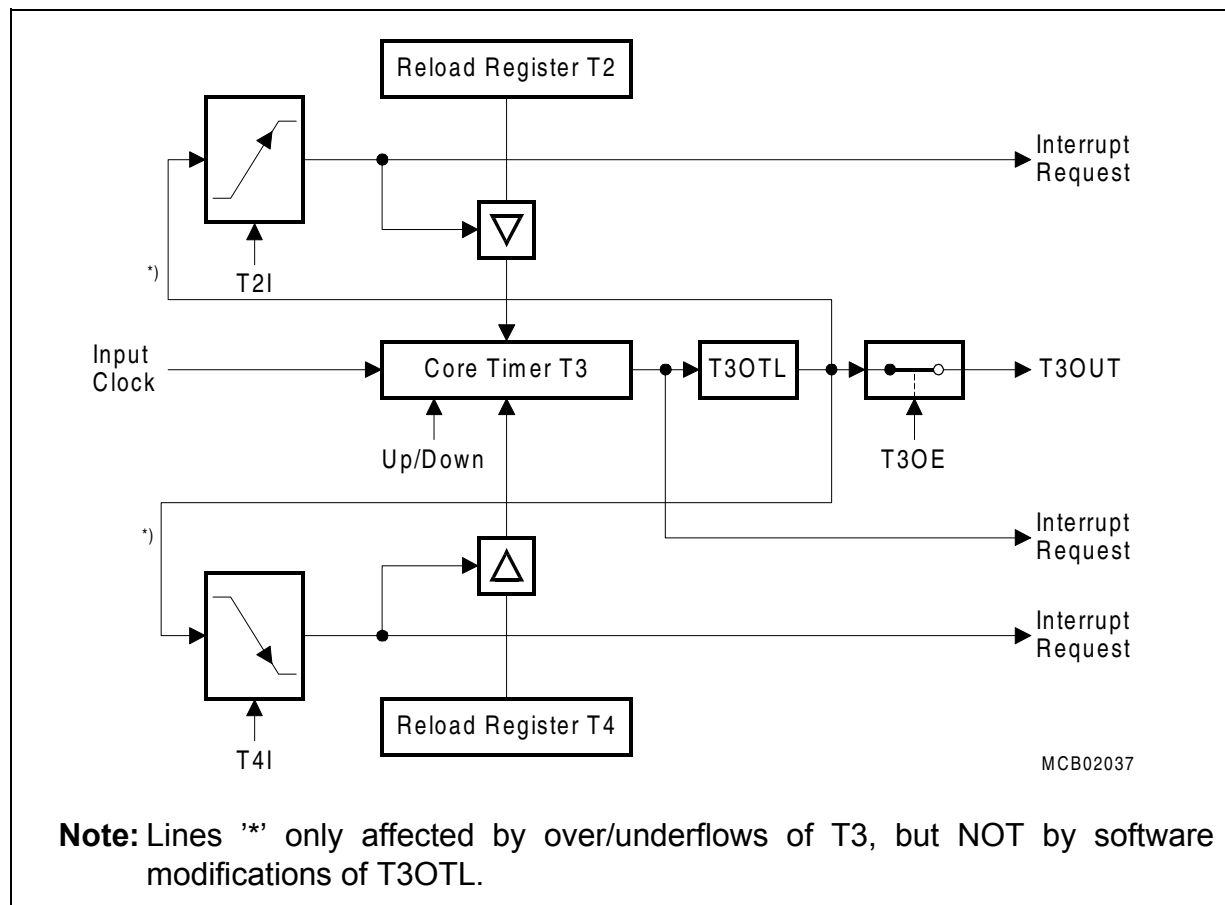 Reload Register T2
Interrupt
Request
*)
T2I
Input
Clock
Core Timer T3
T3OTL
T3OUT
Up/Down
T3OE
*)
Interrupt
Request
Interrupt
Request
Reload Register T4
T4I
MCB02037
Note: Lines ’*’ only affected by over/underflows of T3, but NOT by software
modifications of T3OTL.